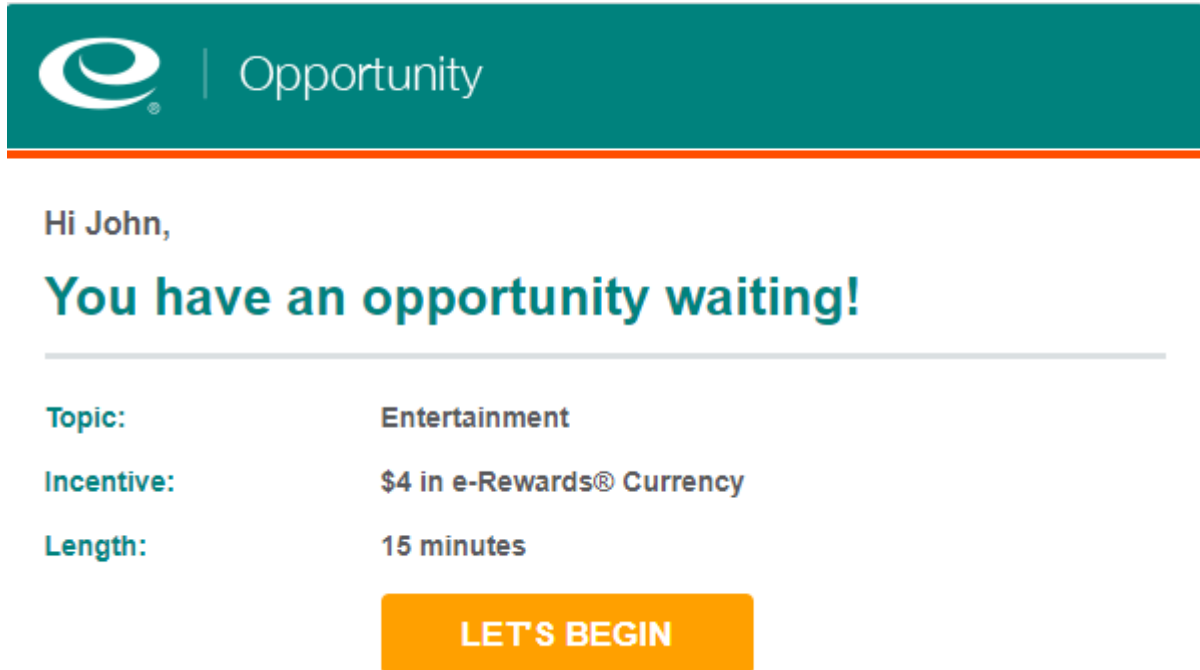 e®
Opportunity
Hi John,
You have an opportunity waiting!
Topic: Entertainment
Incentive: $4 in e-Rewards® Currency
Length: 15 minutes
LET'S BEGIN